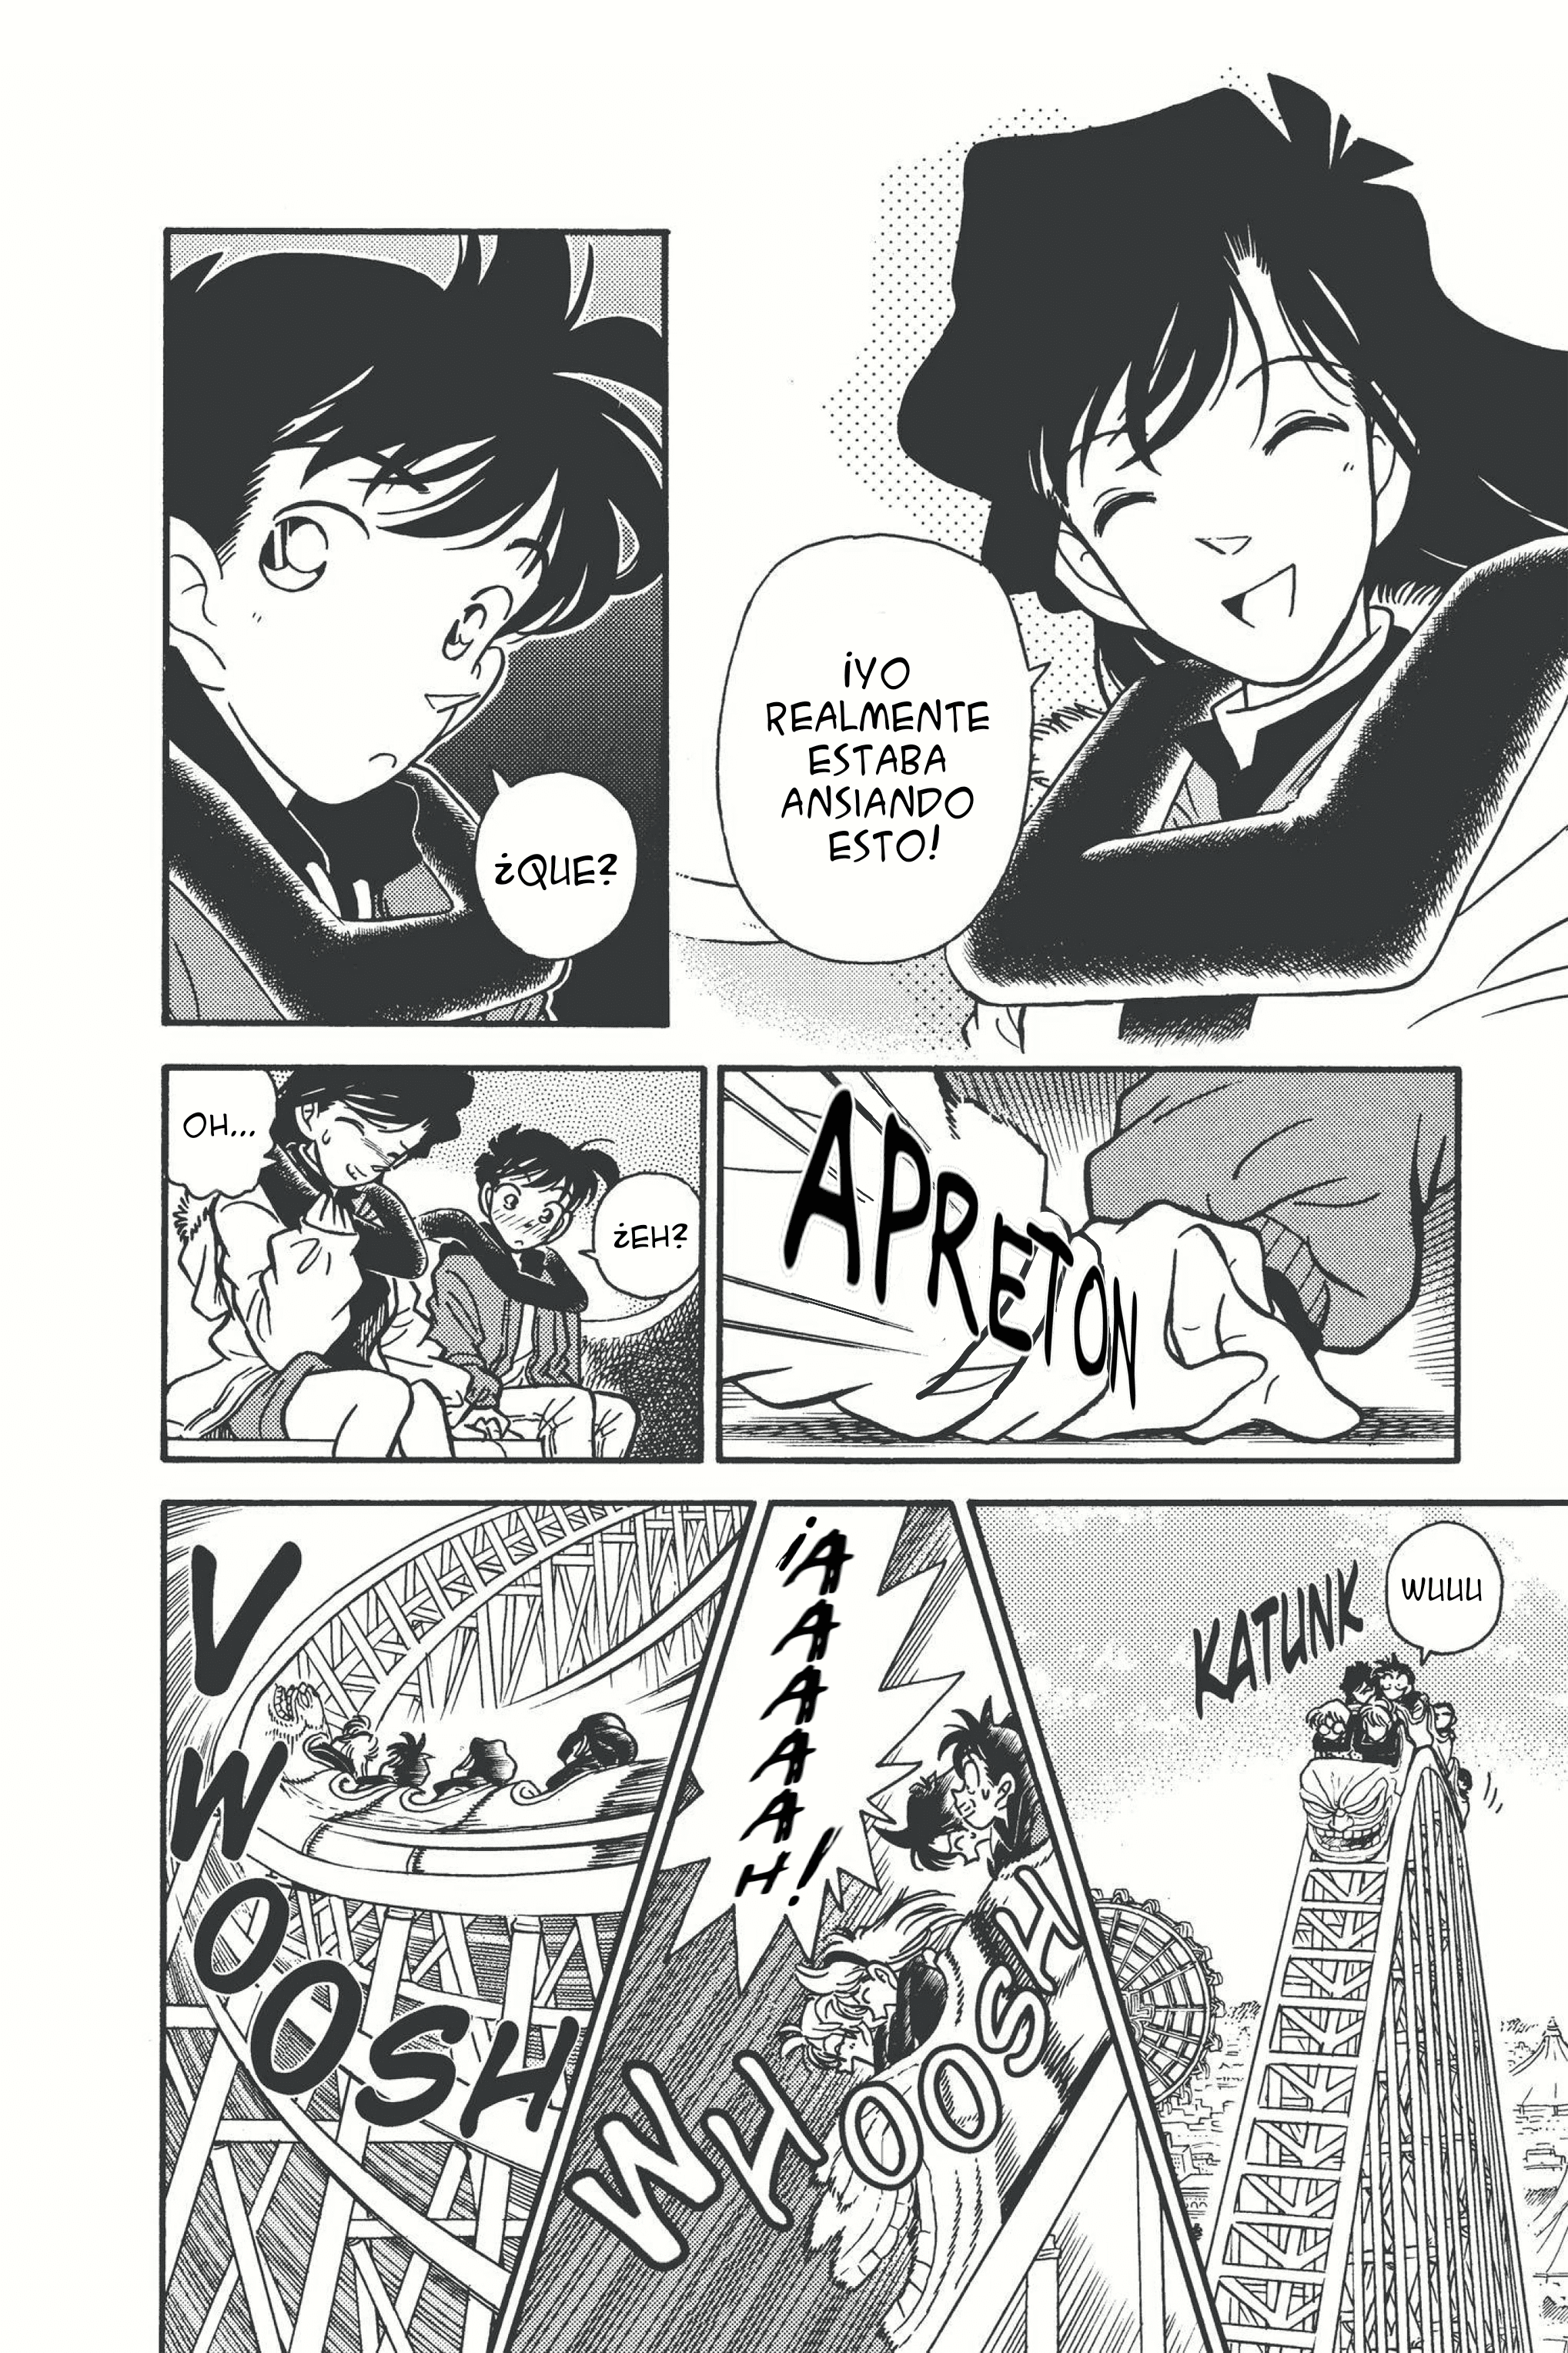 ¡YO
REALMENTE
ESTABA
ANSIANDO
ESTO!
¿QUE?
APRETON
¿EH?
OH...
WUUU
KATUNK
¡AAAAAAH!
WHOOSH
VWOOSH